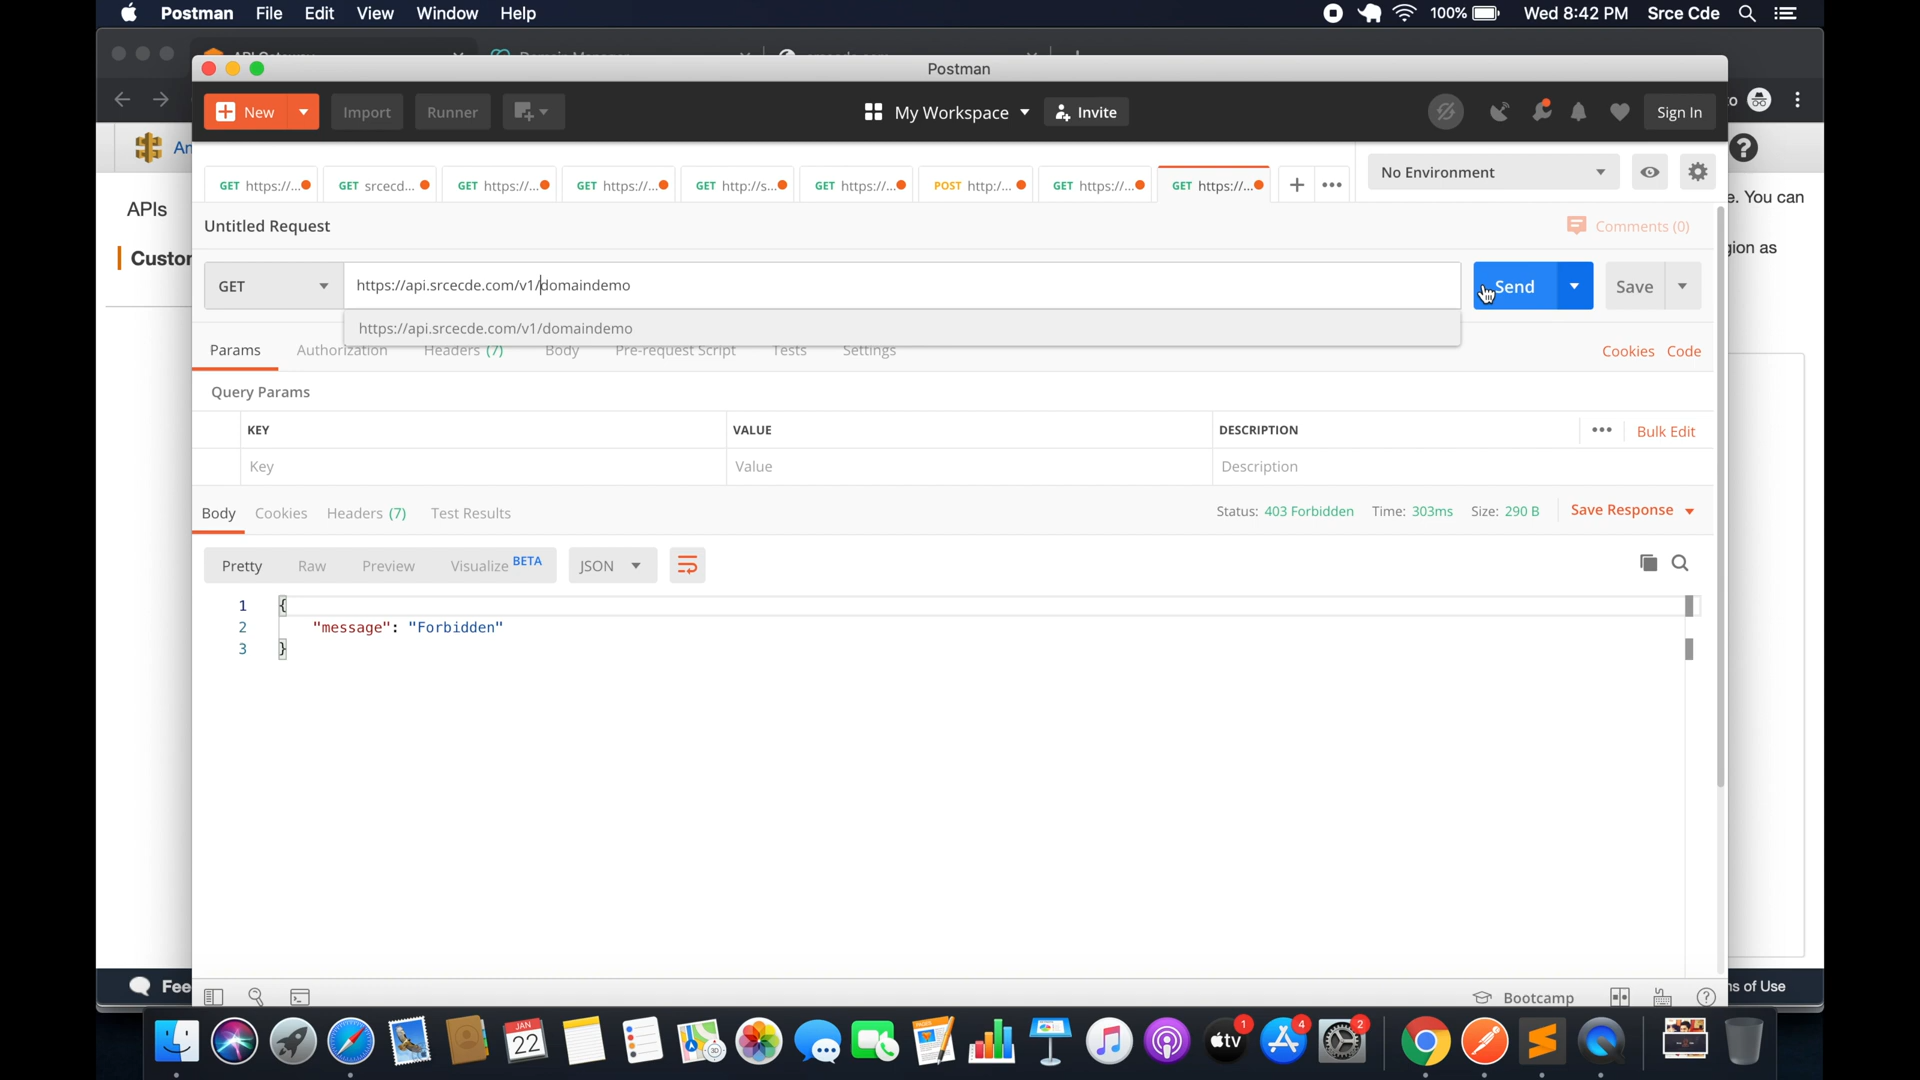 Postman File Edit View Window Help 100% Wed 8:42 PM Srce Cde
Postman
New Import Runner My Workspace Invite Sign In
GET https://... GET srcecd... GET https://... GET https://... GET http://s... GET https://... POST http:/... GET https://... GET https://... No Environment
APIs
e. You can
Untitled Request Comments (0)
Custor
gion as
GET https://api.srcecde.com/v1/domaindemo Send Save
https://api.srcecde.com/v1/domaindemo
Params Authorization Headers (7) Body Pre-request Script Tests Settings Cookies Code
Query Params
KEY VALUE DESCRIPTION Bulk Edit
Key Value Description
Body Cookies Headers (7) Test Results Status: 403 Forbidden Time: 303ms Size: 290 B Save Response
Pretty Raw Preview Visualize BETA JSON
1 {
2 "message": "Forbidden"
3 }
Fee ns of Use
Bootcamp
JAN
22
1
4
2
tv